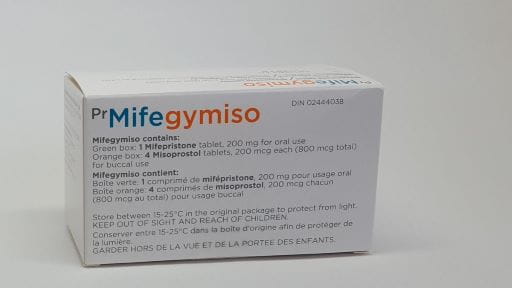 PrMifegymiso
DIN 02444038
Mifegymiso contains:
Green box: 1 Mifepristone tablet, 200 mg for oral use
Orange box: 4 Misoprostol tablets, 200 mcg each (800 mcg total)
for buccal use
Mifegymiso contient:
Boîte verte: 1 comprimé de mifépristone, 200 mg pour usage oral
Boîte orange: 4 comprimés de misoprostol, 200 mcg chacun
(800 mcg au total) pour usage buccal
Store between 15-25°C in the original package to protect from light.
KEEP OUT OF SIGHT AND REACH OF CHILDREN.
Conserver entre 15-25°C dans la boîte d'origine afin de protéger de
la lumière.
GARDER HORS DE LA VUE ET DE LA PORTEE DES ENFANTS.